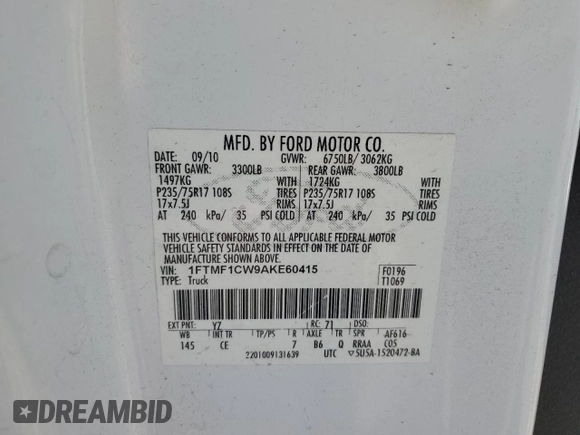 MFD. BY FORD MOTOR CO.
DATE: 09/10 GVWR: 6750LB/ 3062KG
FRONT GAWR: 3300LB REAR GAWR: 3800LB
1497KG WITH 1724KG WITH
P235/75R17 108S TIRES P235/75R17 108S TIRES
17x7.5J RIMS 17x7.5J RIMS
AT 240 kPa/ 35 PSI COLD AT 240 kPa/ 35 PSI COLD
THIS VEHICLE CONFORMS TO ALL APPLICABLE FEDERAL MOTOR
VEHICLE SAFETY STANDARDS IN EFFECT ON THE DATE OF
MANUFACTURE SHOWN ABOVE.
VIN: 1FTMF1CW9AKE60415 F0196
TYPE: Truck T1069
EXT PNT: YZ RC: 71 DSO:
WB INT TR TP/PS R AXLE TR SPR AF616
145 CE 7 B6 Q RRAA C05
2201009131639 UTC ▽5U5A-1520472-BA
DREAMBID